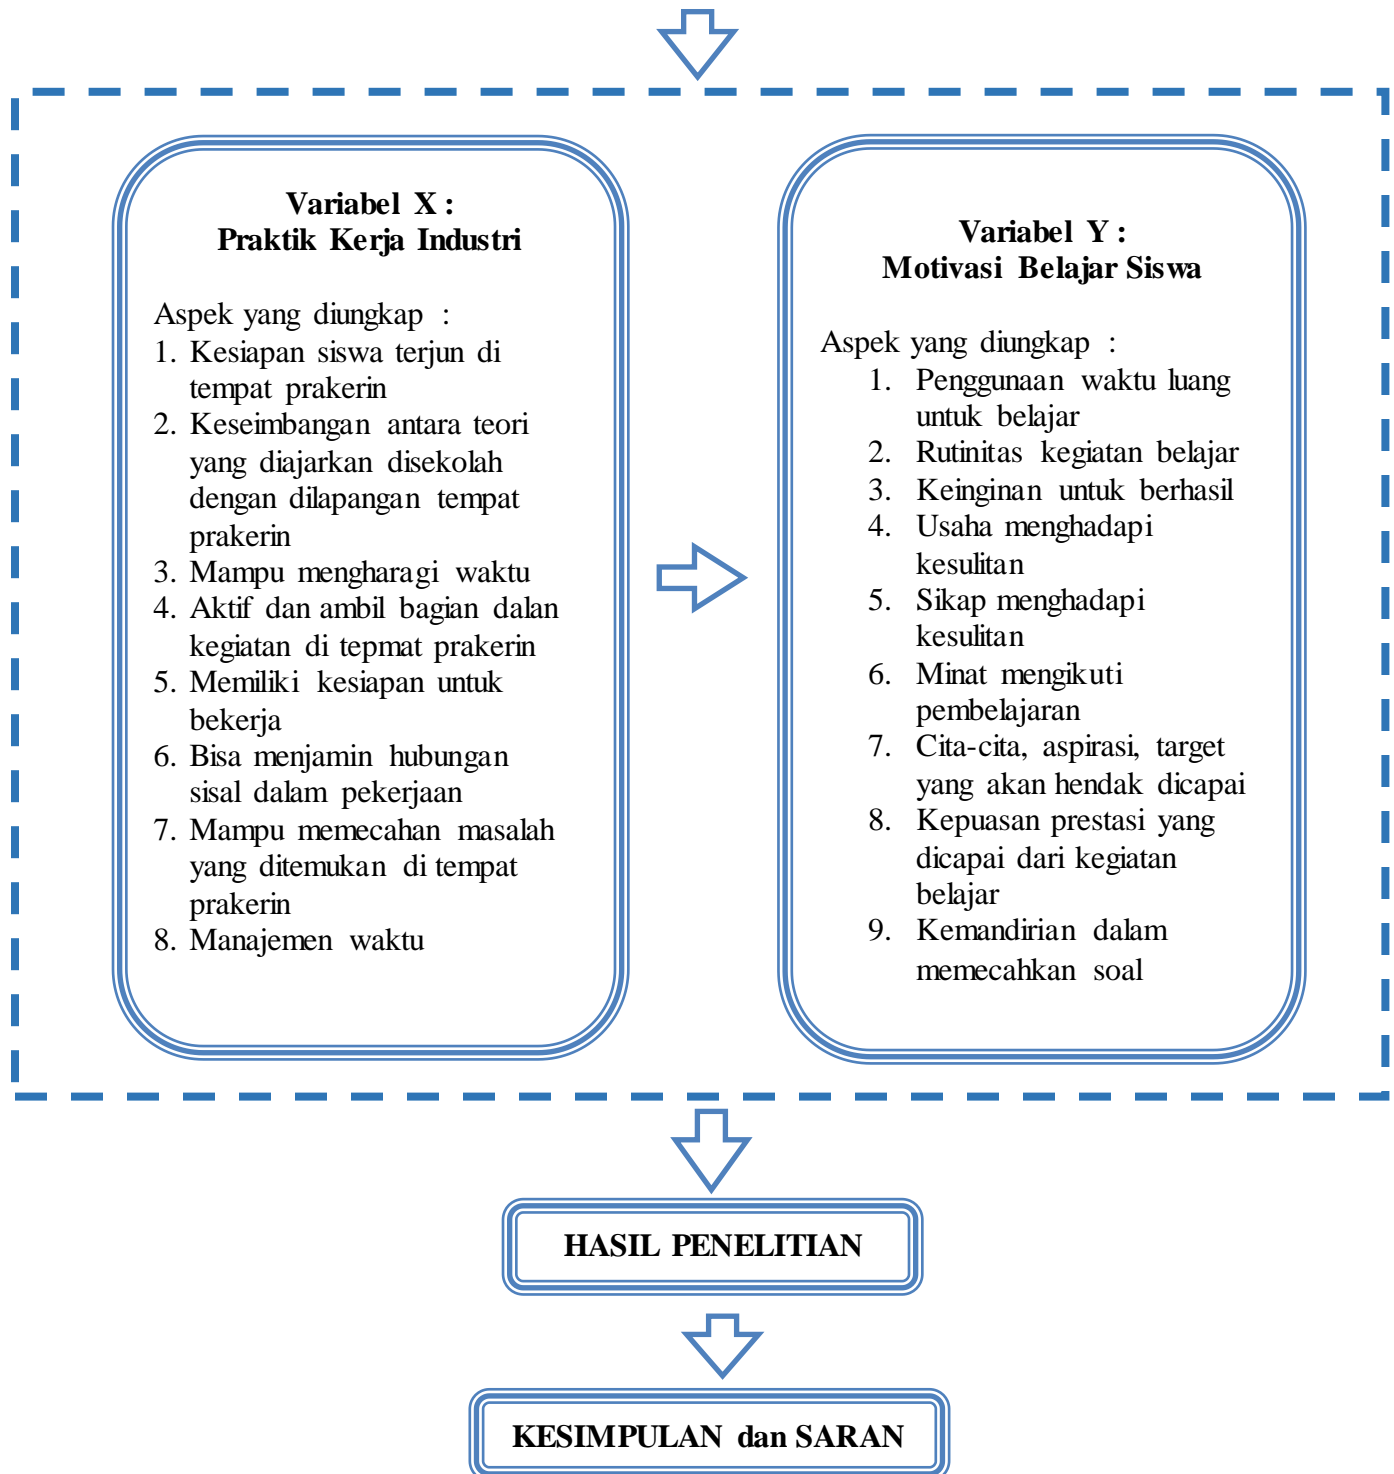 Variabel X :
Praktik Kerja Industri
Aspek yang diungkap :
1. Kesiapan siswa terjun di
tempat prakerin
2. Keseimbangan antara teori
yang diajarkan disekolah
dengan dilapangan tempat
prakerin
3. Mampu mengharagi waktu
4. Aktif dan ambil bagian dalan
kegiatan di tepmat prakerin
5. Memiliki kesiapan untuk
bekerja
6. Bisa menjamin hubungan
sisal dalam pekerjaan
7. Mampu memecahan masalah
yang ditemukan di tempat
prakerin
8. Manajemen waktu
Variabel Y :
Motivasi Belajar Siswa
Aspek yang diungkap :
1. Penggunaan waktu luang
untuk belajar
2. Rutinitas kegiatan belajar
3. Keinginan untuk berhasil
4. Usaha menghadapi
kesulitan
5. Sikap menghadapi
kesulitan
6. Minat mengikuti
pembelajaran
7. Cita-cita, aspirasi, target
yang akan hendak dicapai
8. Kepuasan prestasi yang
dicapai dari kegiatan
belajar
9. Kemandirian dalam
memecahkan soal
HASIL PENELITIAN
KESIMPULAN dan SARAN